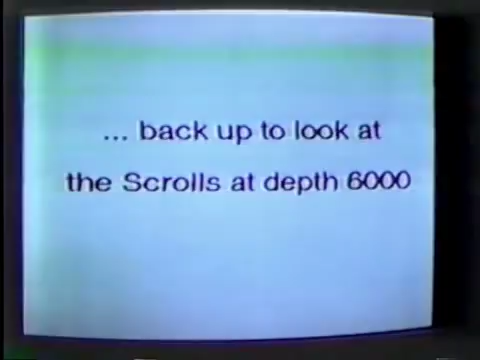 ... back up to look at
the Scrolls at depth 6000